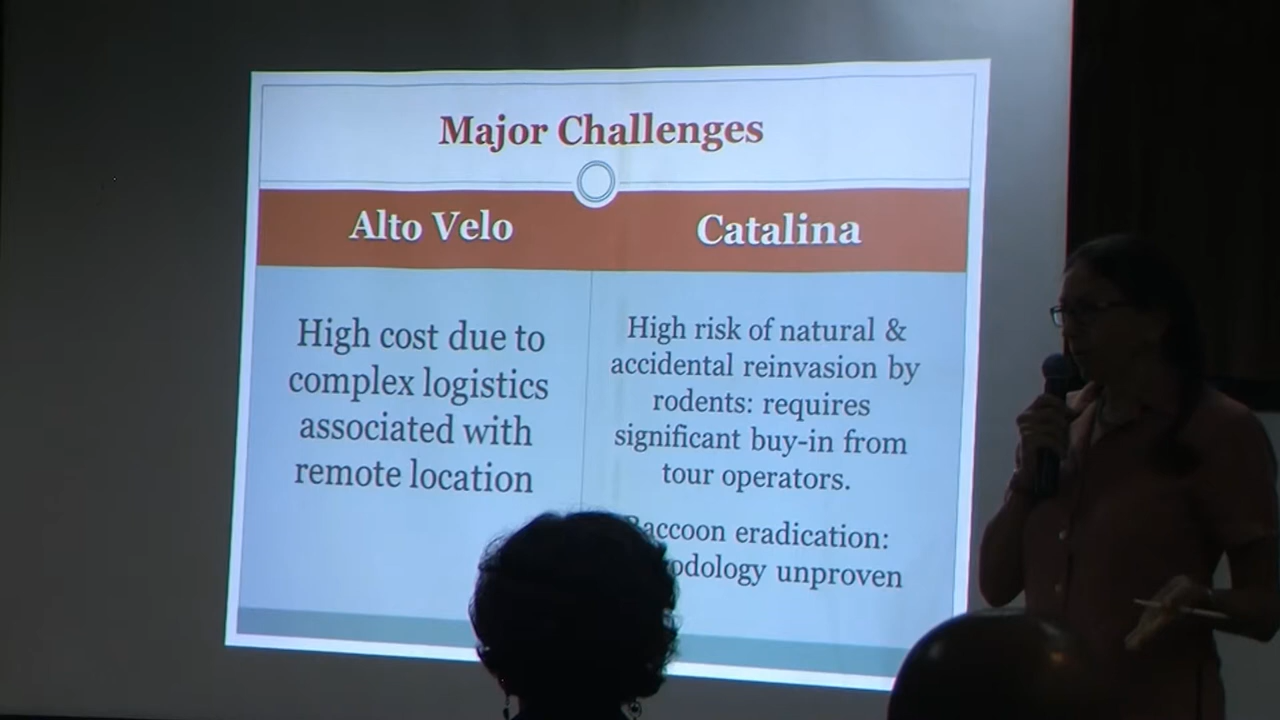 Major Challenges
Alto Velo
Catalina
High cost due to
complex logistics
associated with
remote location
High risk of natural &
accidental reinvasion by
rodents: requires
significant buy-in from
tour operators.
Raccoon eradication:
unproven